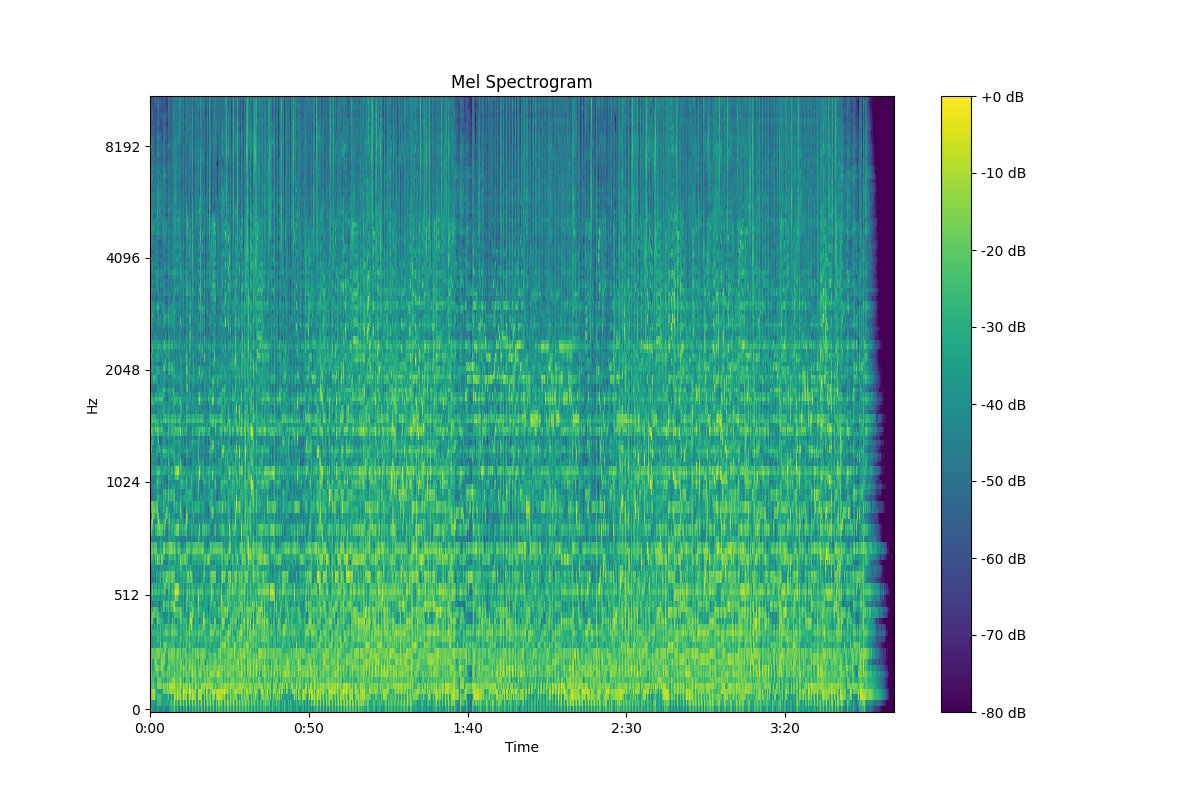 Mel Spectrogram
+0 dB
8192
-10 dB
-20 dB
4096
-30 dB
2048
-40 dB
Hz
1024
-50 dB
-60 dB
512
-70 dB
0
-80 dB
0:00
0:50
1:40
2:30
3:20
Time